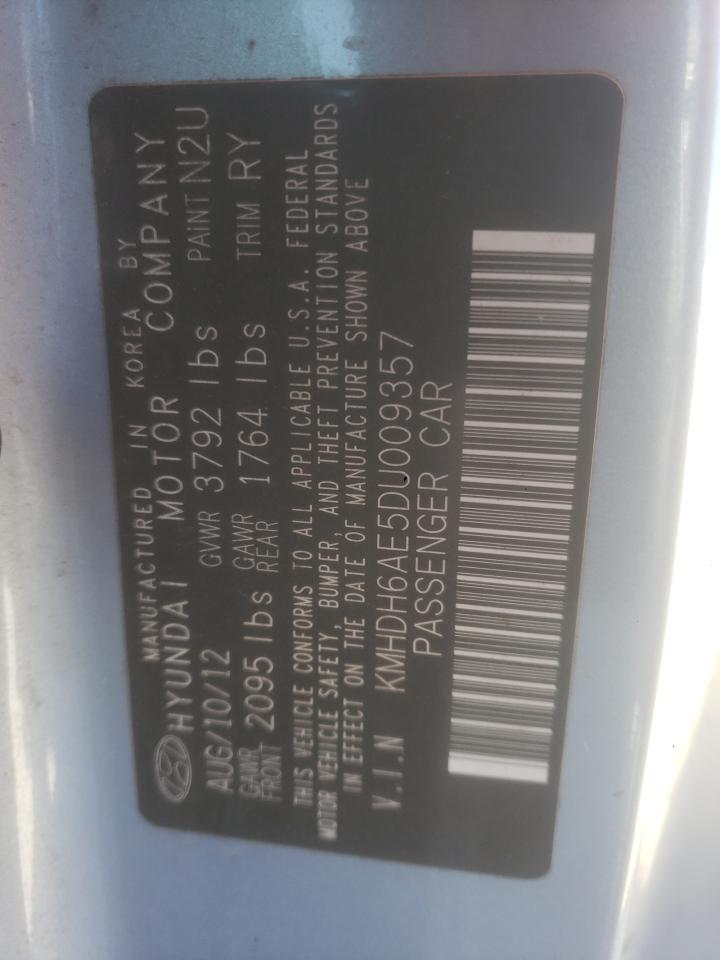 MANUFACTURED IN KOREA BY
HYUNDAI MOTOR COMPANY
AUG/10/12 GVWR 3792 lbs PAINT N2U
GAWR FRONT 2095 lbs GAWR REAR 1764 lbs TRIM RY
THIS VEHICLE CONFORMS TO ALL APPLICABLE U.S.A. FEDERAL
MOTOR VEHICLE SAFETY, BUMPER, AND THEFT PREVENTION STANDARDS
IN EFFECT ON THE DATE OF MANUFACTURE SHOWN ABOVE
V.I.N KMHDH6AE5DU009357
PASSENGER CAR